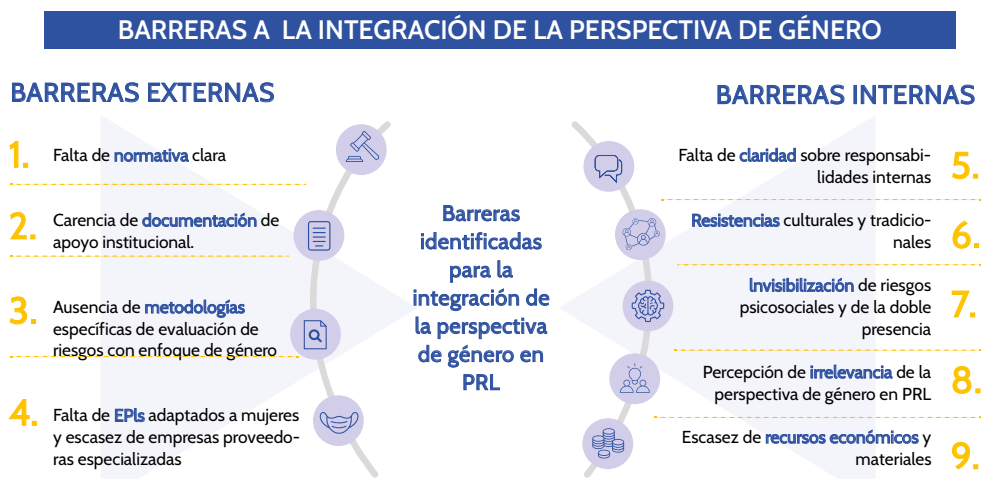 BARRERAS A LA INTEGRACIÓN DE LA PERSPECTIVA DE GÉNERO
BARRERAS EXTERNAS
1.
Falta de normativa clara
2.
Carencia de documentación de
apoyo institucional.
3.
Ausencia de metodologías
específicas de evaluación de
riesgos con enfoque de género
4.
Falta de EPIs adaptados a mujeres
y escasez de empresas proveedo-
ras especializadas
Barreras
identificadas
para la
integración de
la perspectiva
de género en
PRL
BARRERAS INTERNAS
Falta de claridad sobre responsabi-
lidades internas
5.
Resistencias culturales y tradicio-
nales
6.
Invisibilización de riesgos
psicosociales y de la doble
presencia
7.
Percepción de irrelevancia de la
perspectiva de género en PRL
8.
Escasez de recursos económicos y
materiales
9.